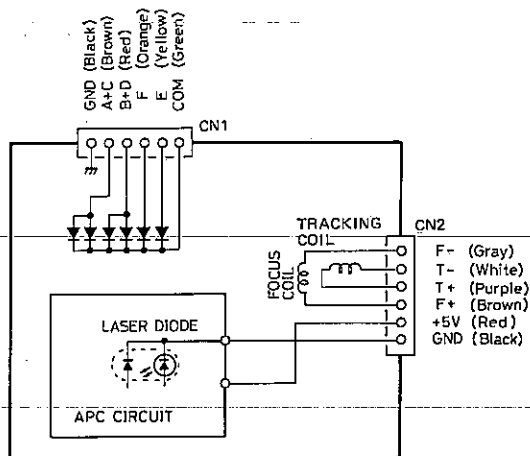 GND (Black)
A+C (Brown)
B+D (Red)
F (Orange)
E (Yellow)
COM (Green)
CN1
TRACKING
COIL
CN2
FOCUS
COIL
F- (Gray)
T- (White)
T+ (Purple)
F+ (Brown)
+5V (Red)
GND (Black)
LASER DIODE
APC CIRCUIT